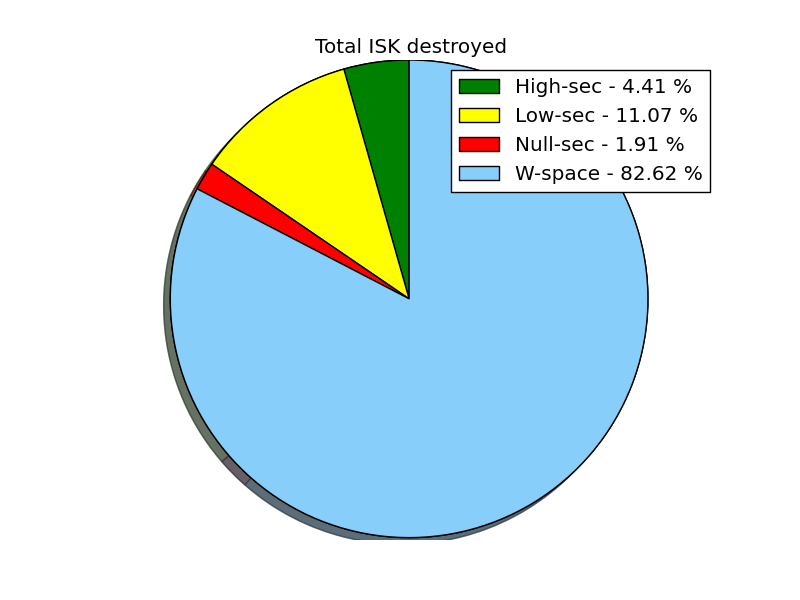 Total ISK destroyed
High-sec - 4.41 %
Low-sec - 11.07 %
Null-sec - 1.91 %
W-space - 82.62 %